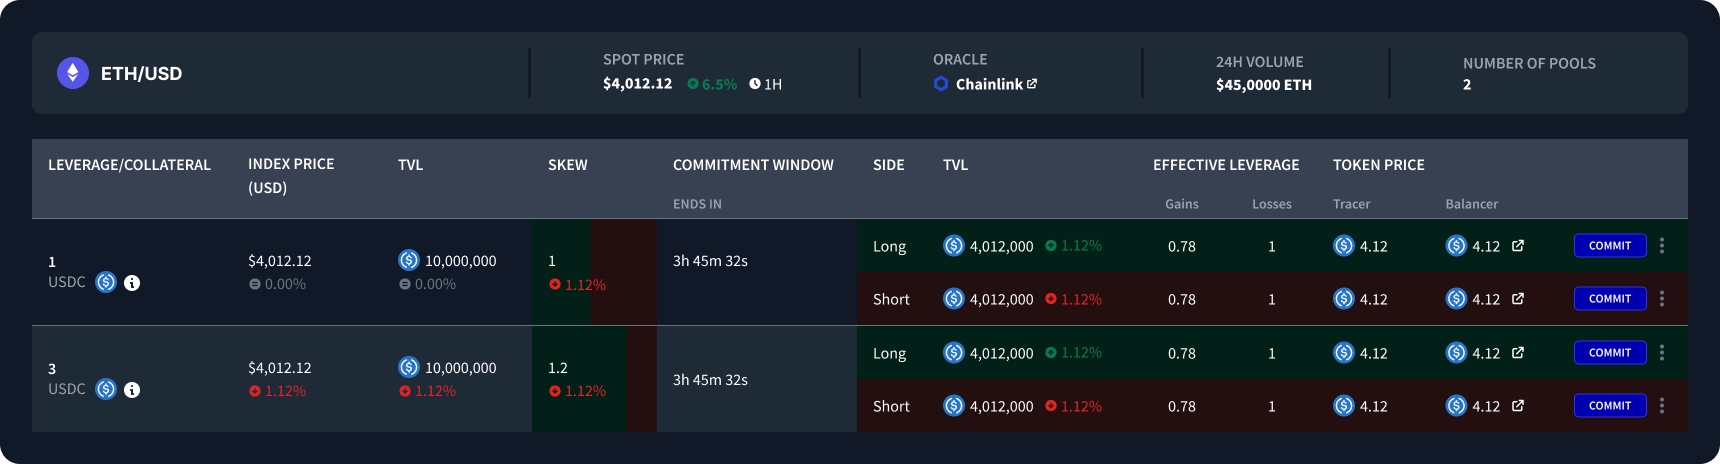 ETH/USD
SPOT PRICE
$4,012.12 6.5% 1H
ORACLE
Chainlink
24H VOLUME
$45,0000 ETH
NUMBER OF POOLS
2
LEVERAGE/COLLATERAL INDEX PRICE (USD) TVL SKEW COMMITMENT WINDOW SIDE TVL EFFECTIVE LEVERAGE TOKEN PRICE
ENDS IN Gains Losses Tracer Balancer
1
USDC
$4,012.12
0.00%
10,000,000
0.00%
1
1.12%
3h 45m 32s
Long 4,012,000 1.12% 0.78 1 4.12 4.12 COMMIT
Short 4,012,000 1.12% 0.78 1 4.12 4.12 COMMIT
3
USDC
$4,012.12
1.12%
10,000,000
1.12%
1.2
1.12%
3h 45m 32s
Long 4,012,000 1.12% 0.78 1 4.12 4.12 COMMIT
Short 4,012,000 1.12% 0.78 1 4.12 4.12 COMMIT